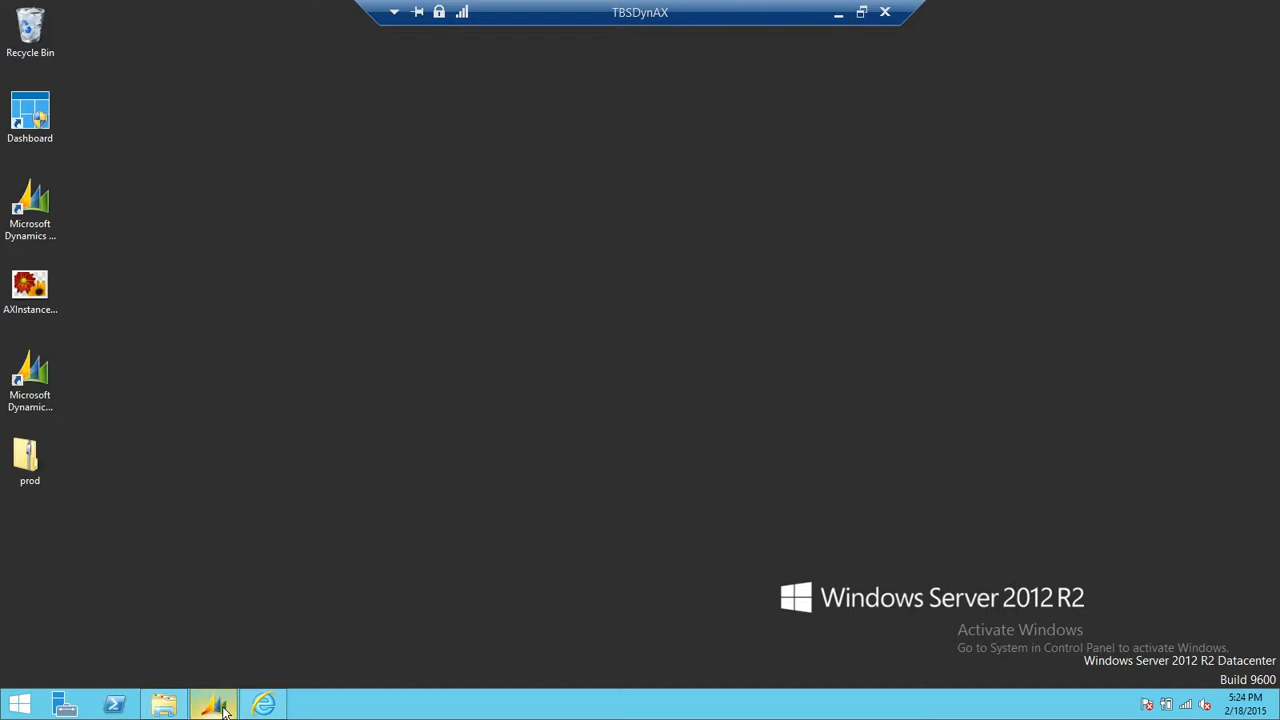 TBSDynAX
Recycle Bin
Dashboard
Microsoft
Dynamics ...
AXInstance...
Microsoft
Dynamic...
prod
Windows Server 2012 R2
Activate Windows
Go to System in Control Panel to activate Windows.
Windows Server 2012 R2 Datacenter
Build 9600
5:24 PM
2/18/2015